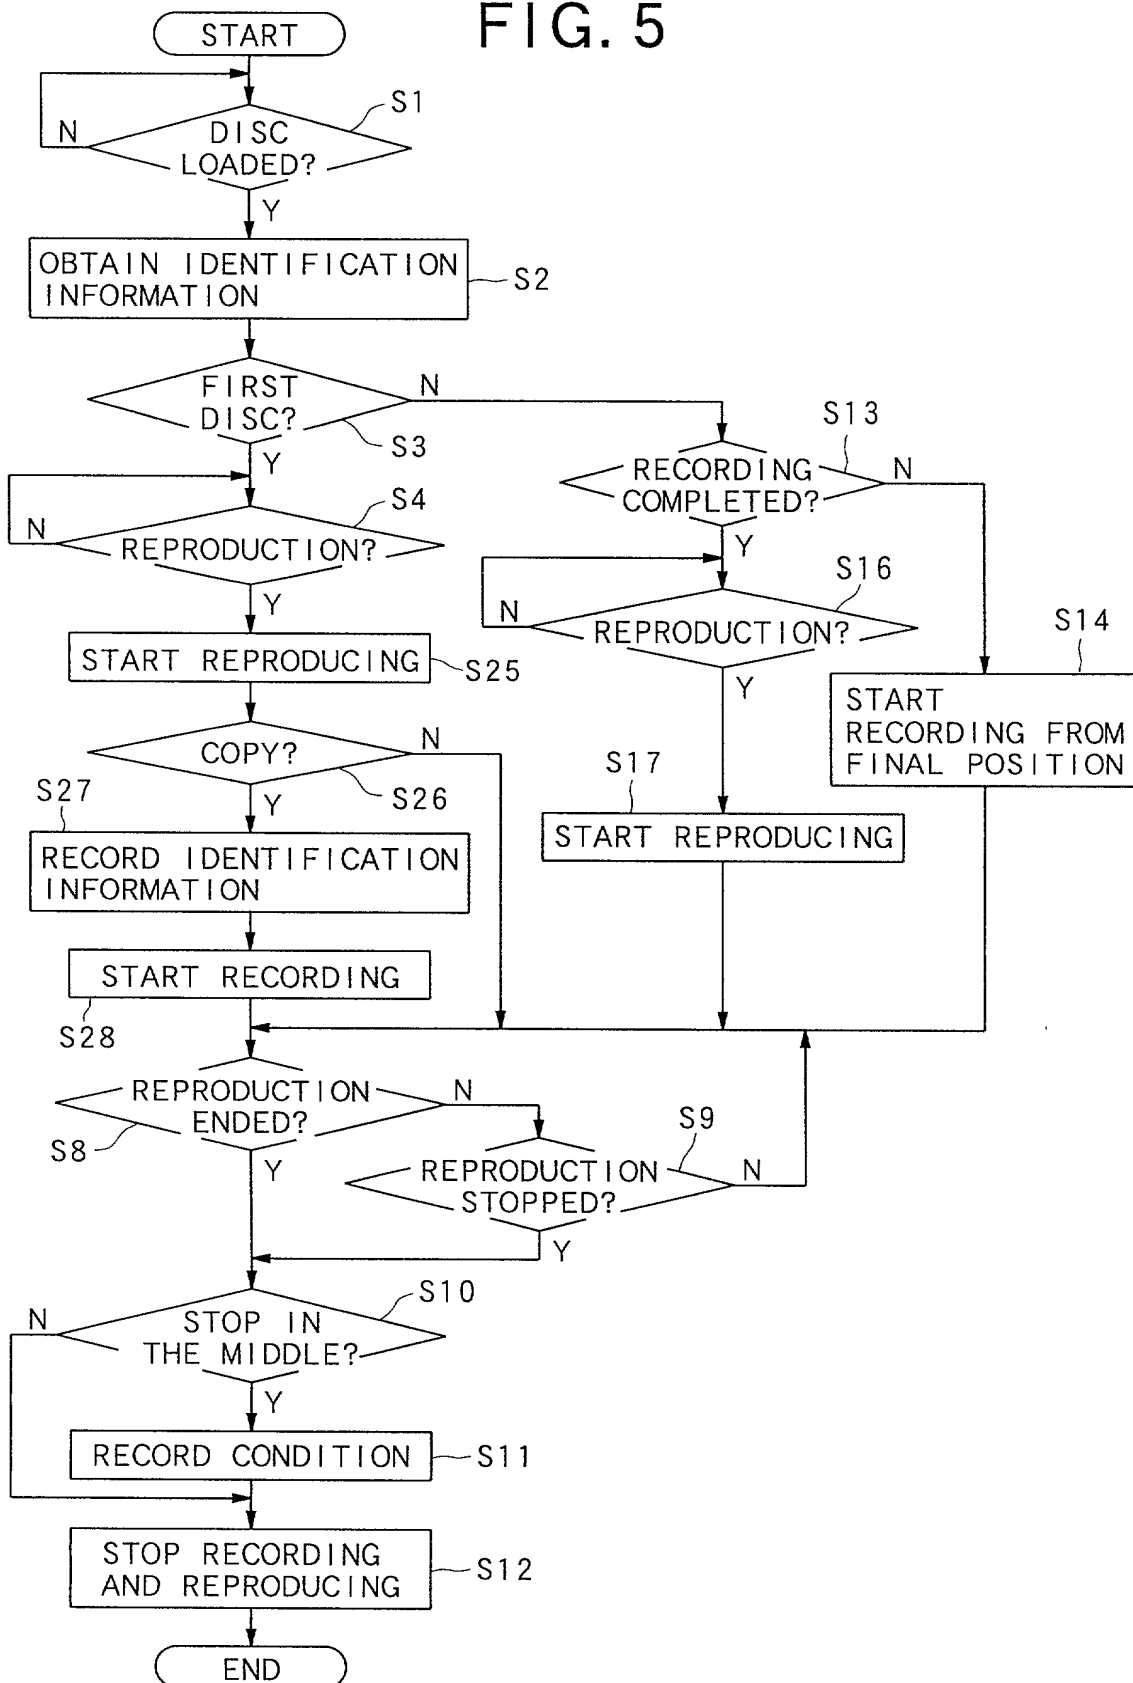 FIG. 5
START
S1
N
DISC
LOADED?
Y
OBTAIN IDENTIFICATION
INFORMATION
S2
FIRST
DISC?
N
S3
Y
S13
RECORDING
COMPLETED?
N
Y
S4
N
REPRODUCTION?
Y
S16
N
REPRODUCTION?
Y
S14
START
RECORDING FROM
FINAL POSITION
START REPRODUCING
S25
COPY?
N
S26
Y
S17
START REPRODUCING
S27
RECORD IDENTIFICATION
INFORMATION
START RECORDING
S28
REPRODUCTION
ENDED?
N
S8
Y
S9
REPRODUCTION
STOPPED?
N
Y
S10
N
STOP IN
THE MIDDLE?
Y
RECORD CONDITION
S11
STOP RECORDING
AND REPRODUCING
S12
END